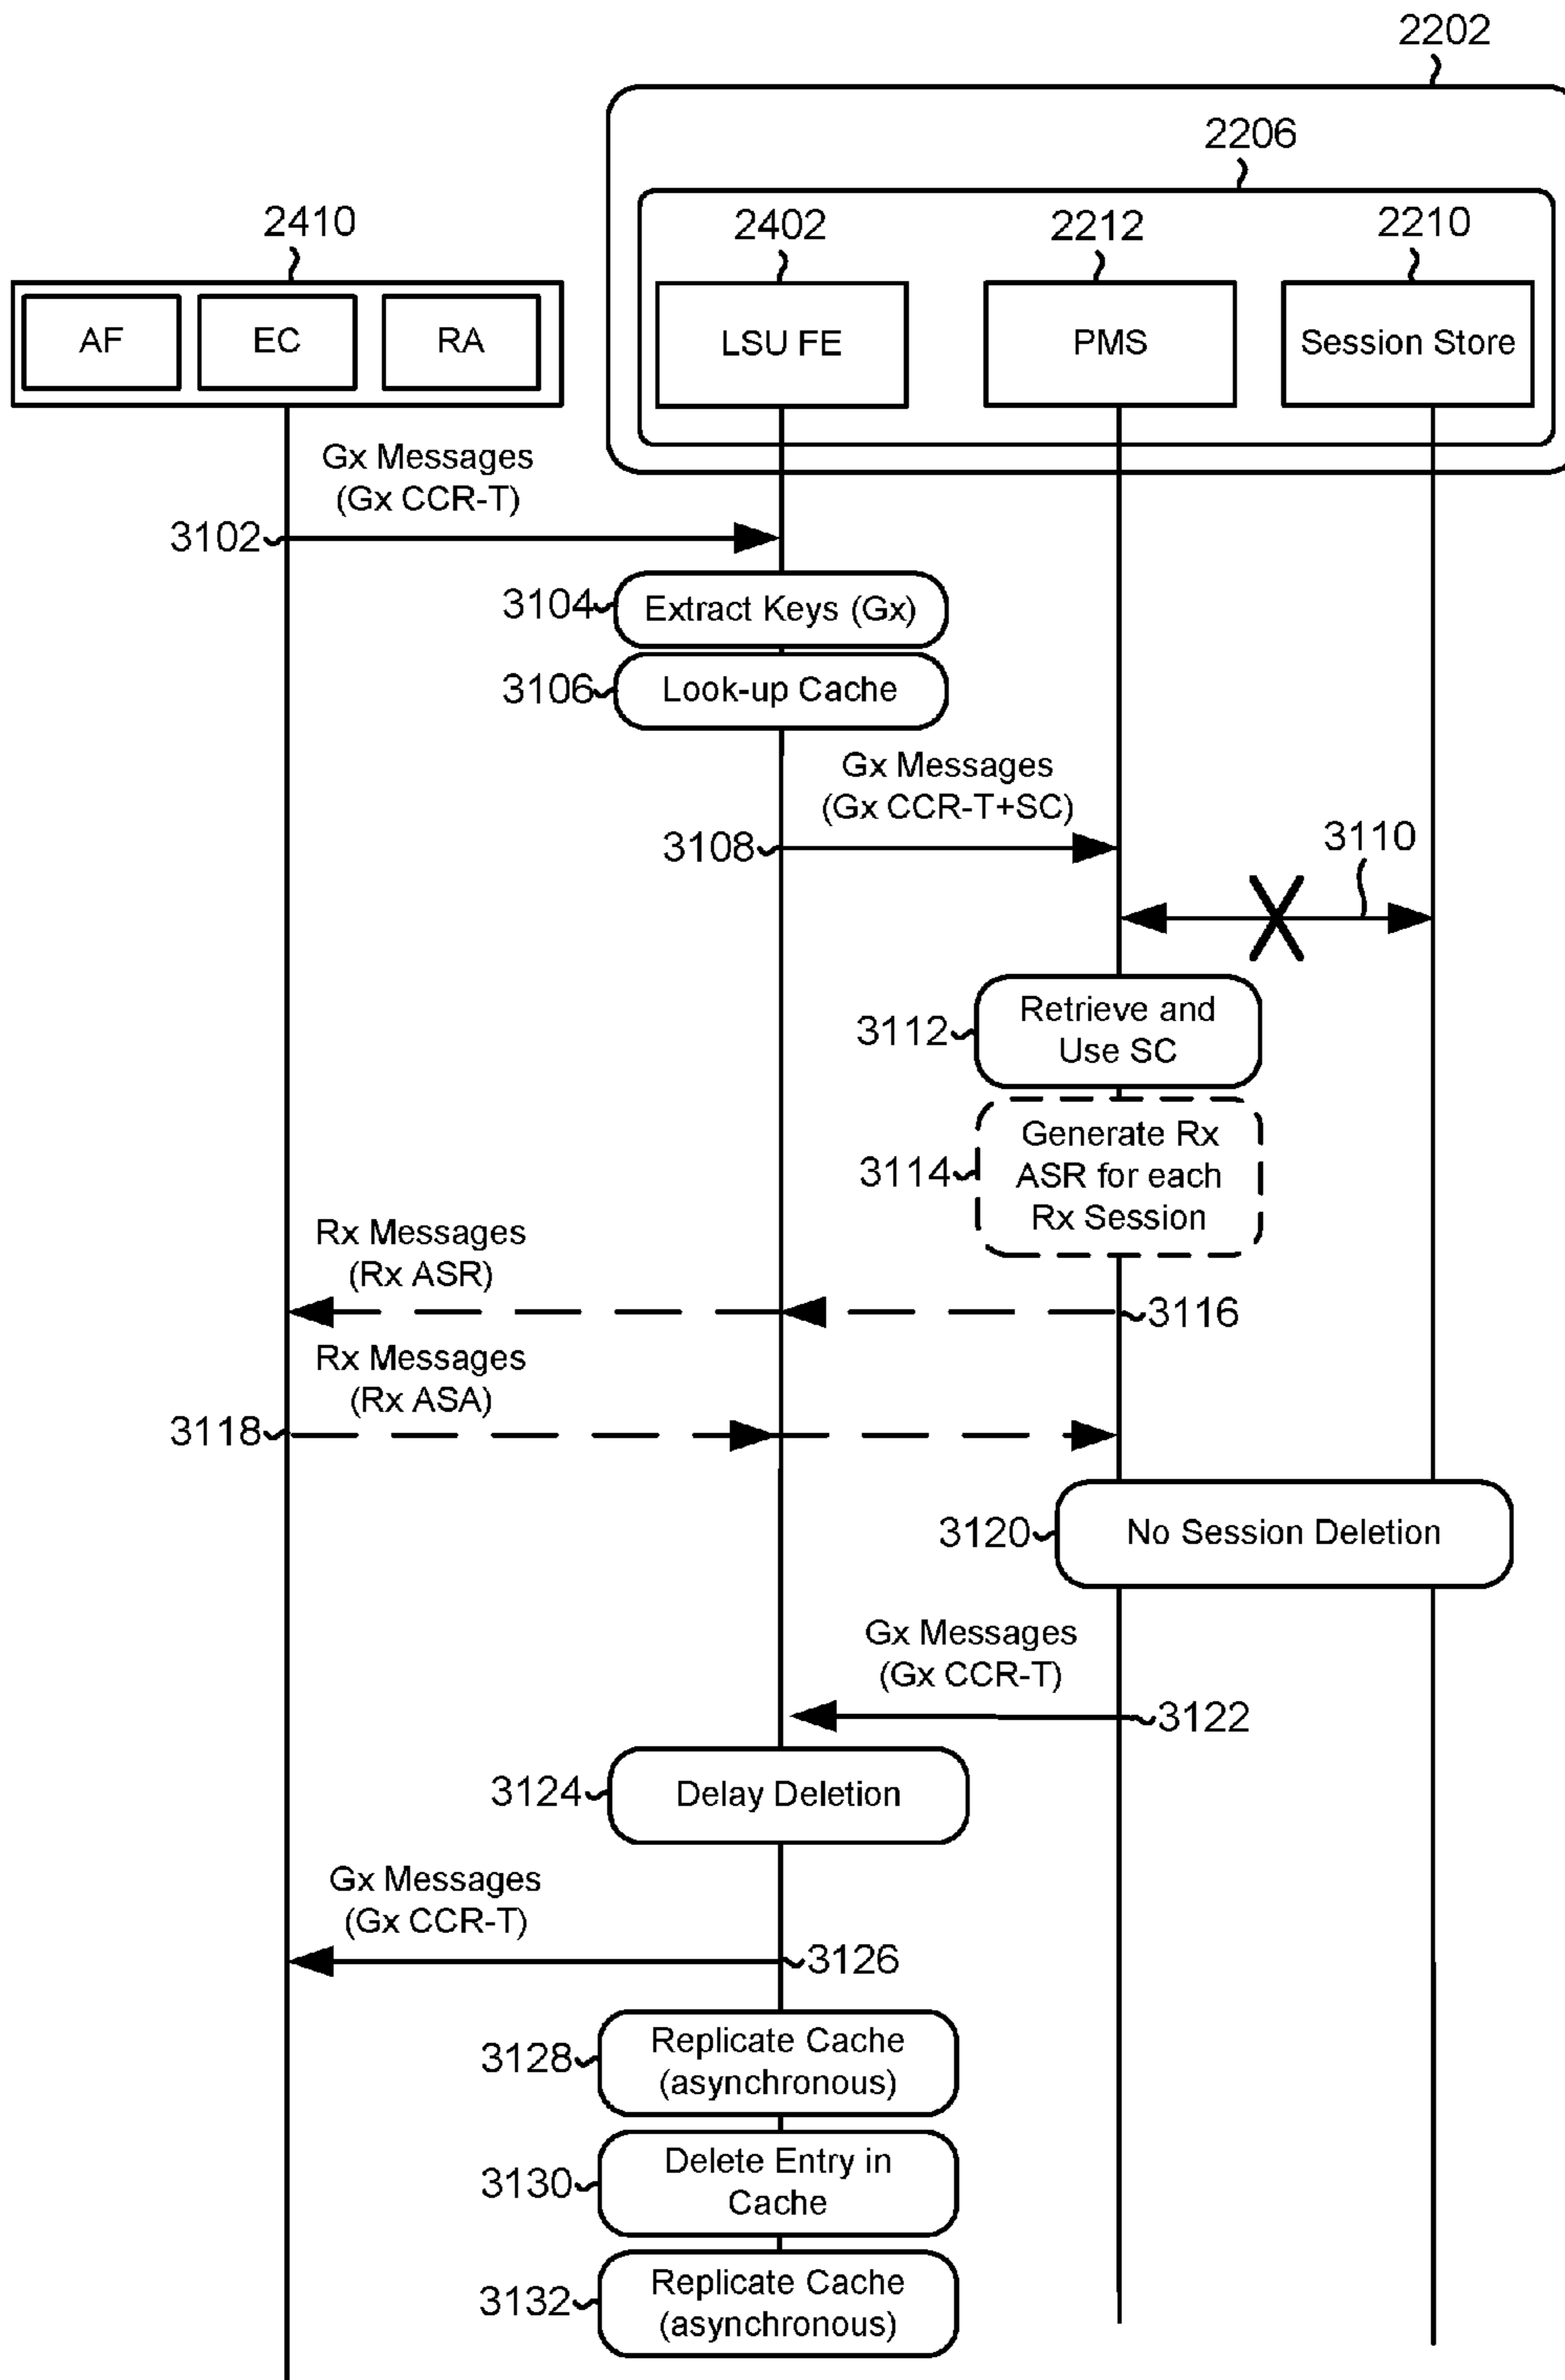 2202
2206
2410
2402
2212
2210
AF
EC
RA
LSU FE
PMS
Session Store
Gx Messages
(Gx CCR-T)
3102
3104
Extract Keys (Gx)
3106
Look-up Cache
Gx Messages
(Gx CCR-T+SC)
3108
3110
3112
Retrieve and
Use SC
3114
Generate Rx
ASR for each
Rx Session
Rx Messages
(Rx ASR)
3116
Rx Messages
(Rx ASA)
3118
3120
No Session Deletion
Gx Messages
(Gx CCR-T)
3122
3124
Delay Deletion
Gx Messages
(Gx CCR-T)
3126
3128
Replicate Cache
(asynchronous)
3130
Delete Entry in
Cache
3132
Replicate Cache
(asynchronous)